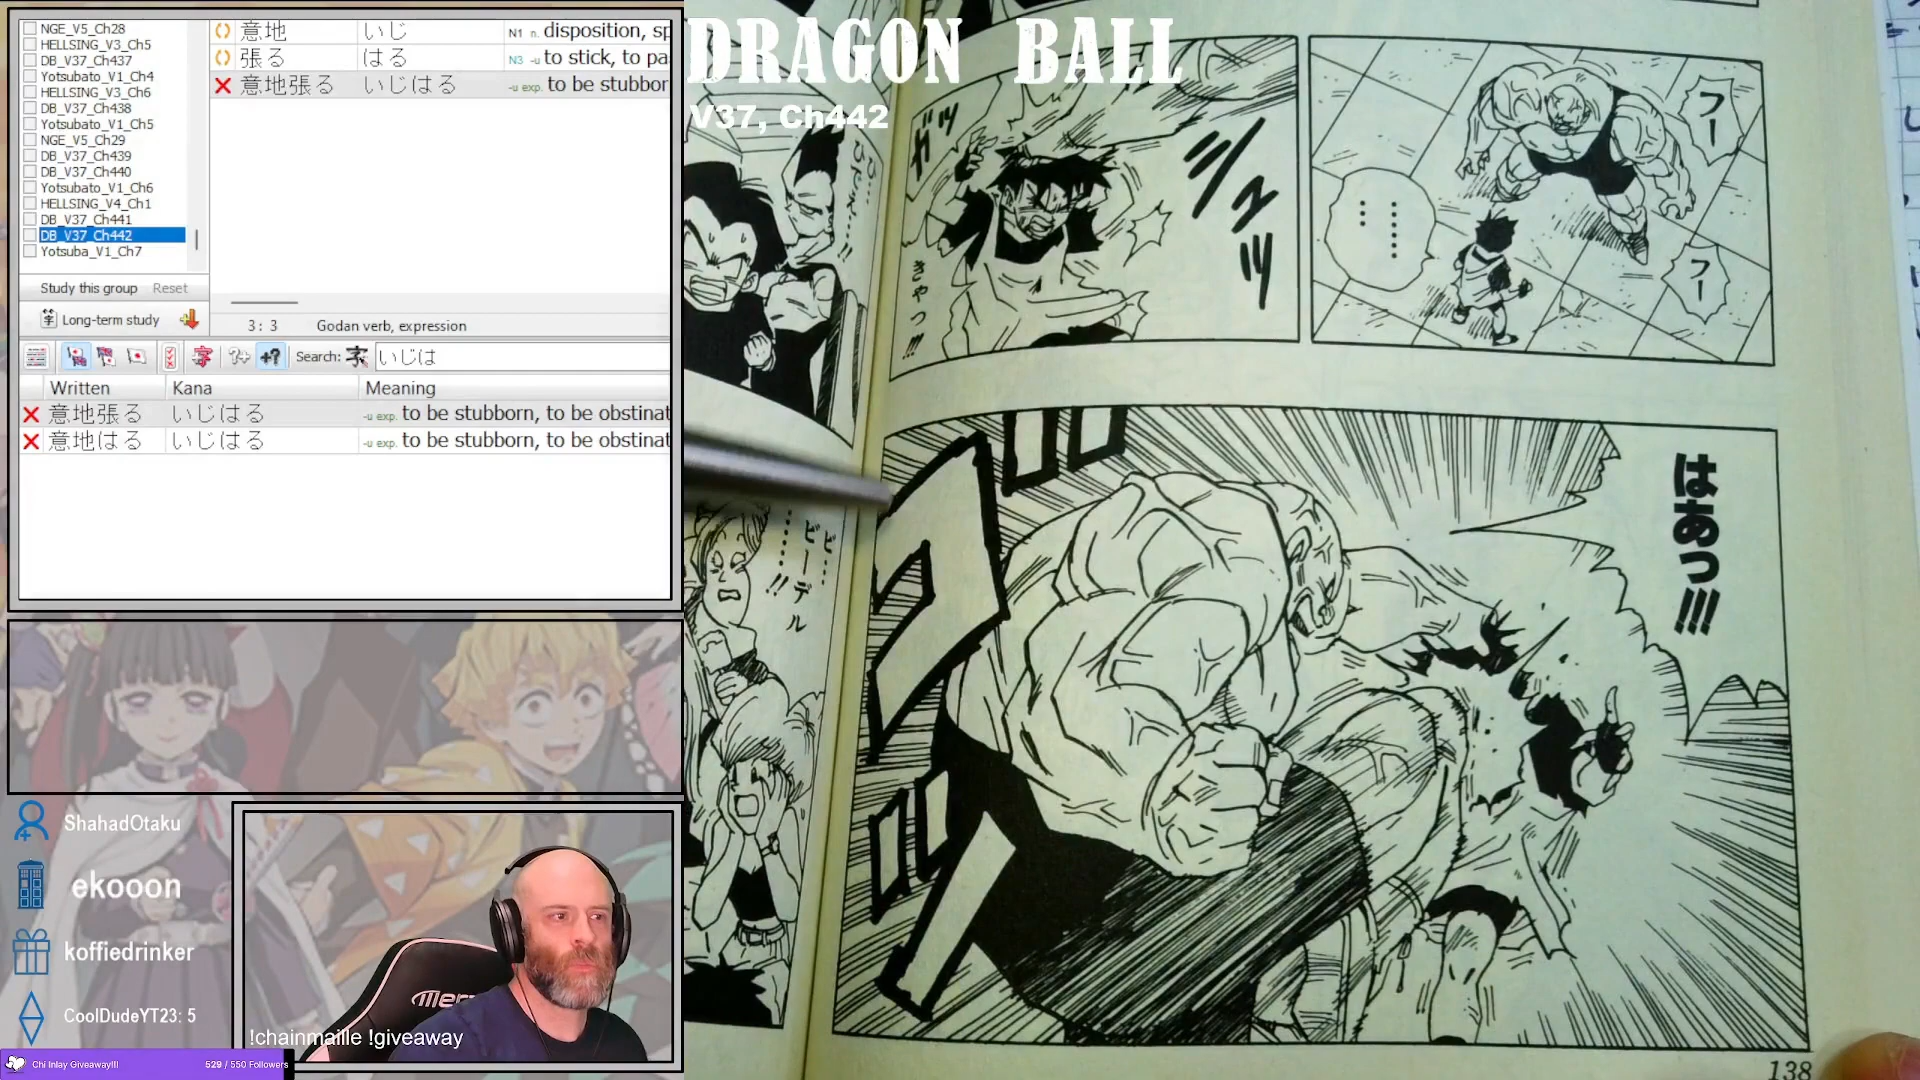 NGE_V5_Ch28
HELLSING_V3_Ch5
DB_V37_Ch437
Yotsubato_V1_Ch4
HELLSING_V3_Ch6
DB_V37_Ch438
Yotsubato_V1_Ch5
NGE_V5_Ch29
DB_V37_Ch439
DB_V37_Ch440
Yotsubato_V1_Ch6
HELLSING_V4_Ch1
DB_V37_Ch441
DB_V37_Ch442
Yotsuba_V1_Ch7
Study this group Reset
Long-term study
意地 いじ N1 n. disposition, sp
張る はる N3 -u to stick, to pa
意地張る いじはる -u exp. to be stubbor
3: 3 Godan verb, expression
Search: いじは
Written Kana Meaning
意地張る いじはる -u exp. to be stubborn, to be obstinat
意地はる いじはる -u exp. to be stubborn, to be obstinat
ShahadOtaku
ekooon
koffiedrinker
CoolDudeYT23: 5
Chi Inlay Giveaway!!!
529 / 550 Followers
!chainmaille !giveaway
DRAGON BALL
V37, Ch442
フー
フー
…………
ガッ
きゃっ!!!
はあっ!!!
ビ……
ビーデル
……!!
138